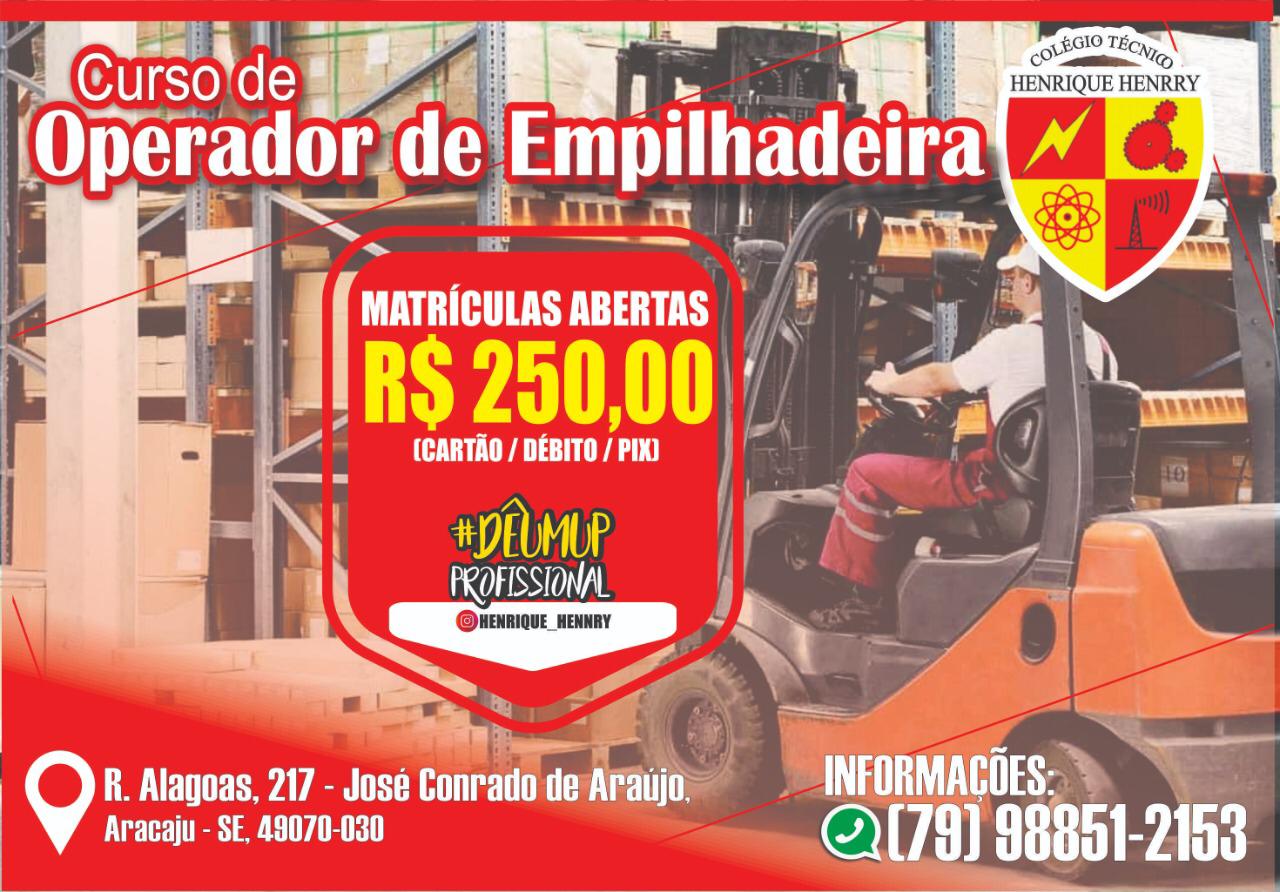 Curso de
Operador de Empilhadeira
COLÉGIO TÉCNICO
HENRIQUE HENRRY
MATRÍCULAS ABERTAS
R$ 250,00
(CARTÃO / DÉBITO / PIX)
#DÊUMUP
PROFISSIONAL
HENRIQUE_HENNRY
10
R. Alagoas, 217 - José Conrado de Araújo,
Aracaju - SE, 49070-030
INFORMAÇÕES:
(79) 98851-2153